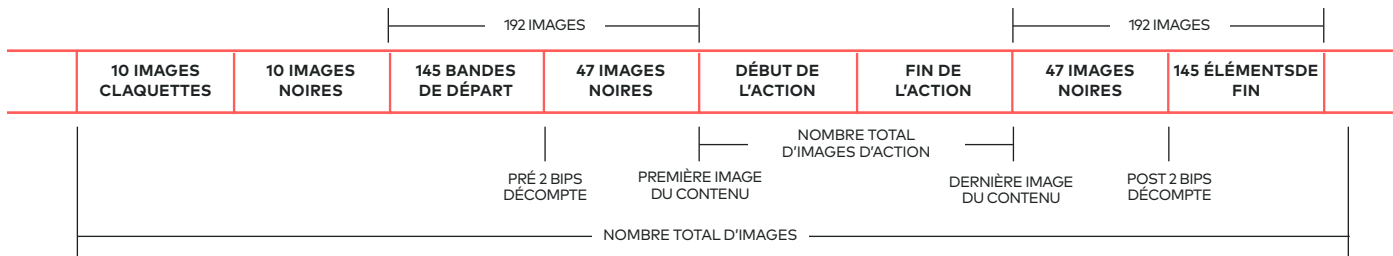 192 IMAGES
192 IMAGES
10 IMAGES
CLAQUETTES
10 IMAGES
NOIRES
145 BANDES
DE DÉPART
47 IMAGES
NOIRES
DÉBUT DE
L'ACTION
FIN DE
L'ACTION
47 IMAGES
NOIRES
145 ÉLÉMENTSDE
FIN
NOMBRE TOTAL
D'IMAGES D'ACTION
PRÉ 2 BIPS
DÉCOMPTE
PREMIÈRE IMAGE
DU CONTENU
DERNIÈRE IMAGE
DU CONTENU
POST 2 BIPS
DÉCOMPTE
NOMBRE TOTAL D'IMAGES